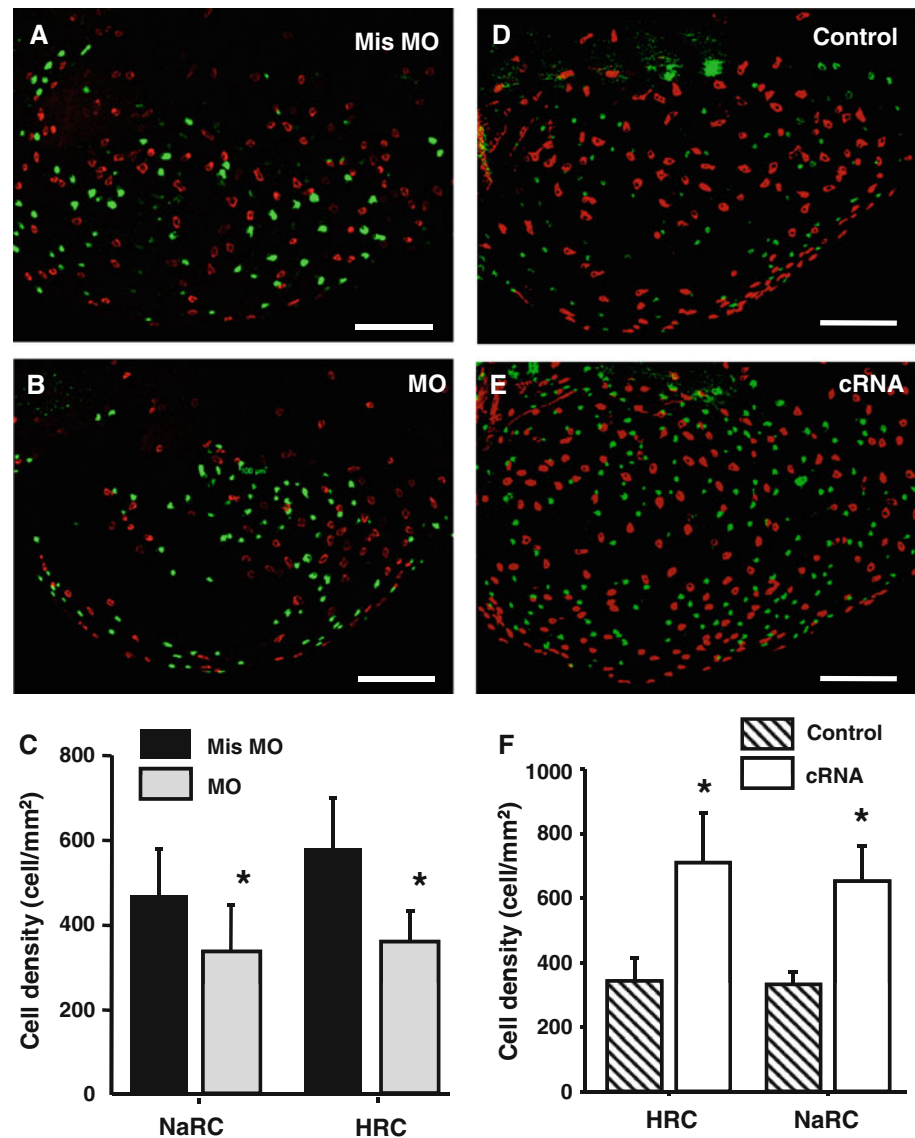 A
Mis MO
D
Control
B
MO
E
cRNA
C
Mis MO
MO
Cell density (cell/mm²)
800
600
400
200
0
*
*
NaRC
HRC
F
Control
cRNA
Cell density (cell/mm²)
1000
800
600
400
200
0
*
*
HRC
NaRC